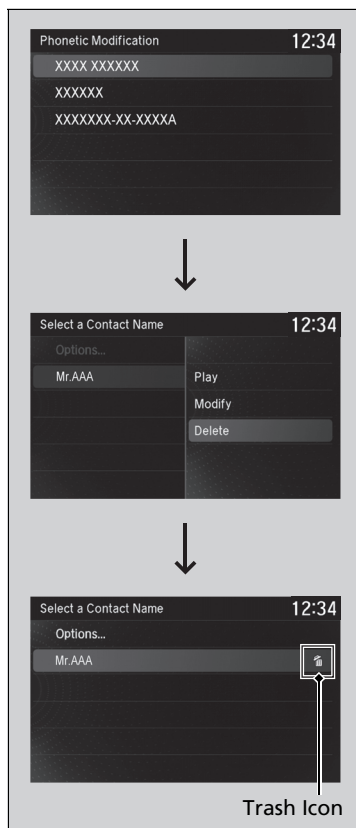 Phonetic Modification 12:34
XXXX XXXXXX
XXXXXX
XXXXXXX-XX-XXXXA
Select a Contact Name 12:34
Options...
Mr.AAA Play
Modify
Delete
Select a Contact Name 12:34
Options...
Mr.AAA
Trash Icon